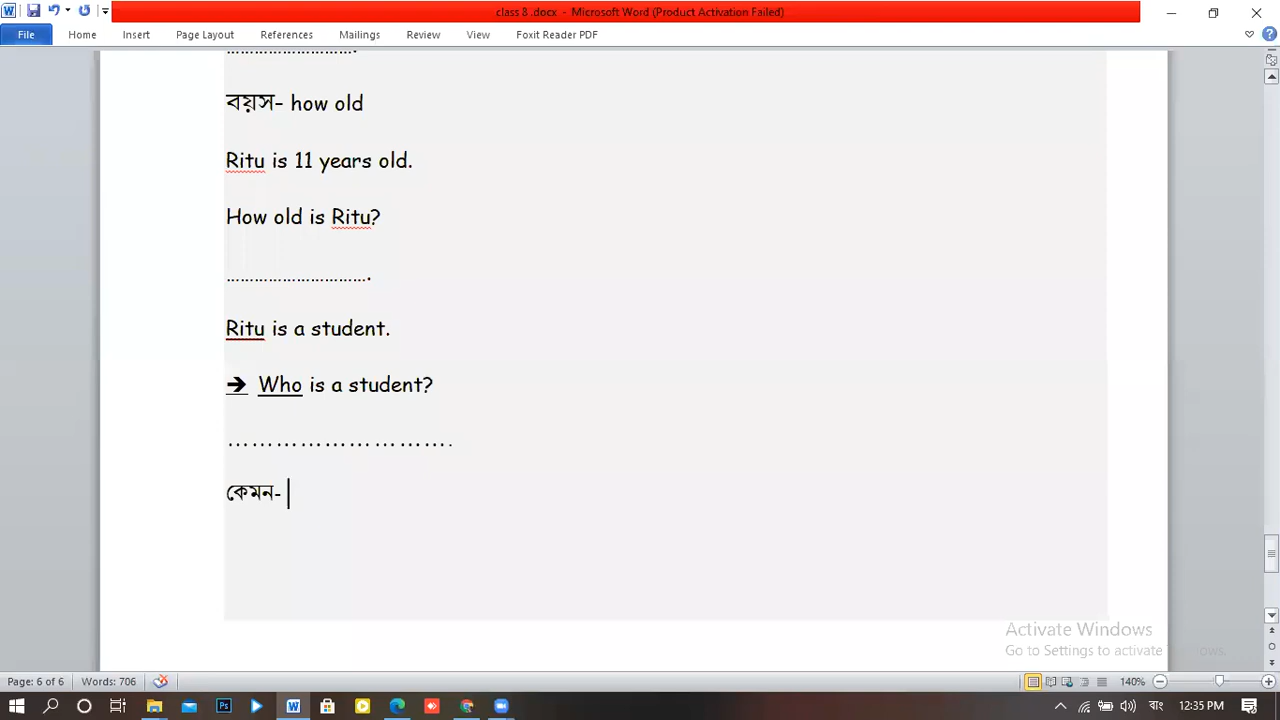 class 8 .docx - Microsoft Word (Product Activation Failed)
File Home Insert Page Layout References Mailings Review View Foxit Reader PDF
বয়স- how old
Ritu is 11 years old.
How old is Ritu?
............................
Ritu is a student.
➔ Who is a student?
……………………….
কেমন-
Activate Windows
Go to Settings to activate Windows.
Page: 6 of 6 Words: 706 140%
12:35 PM